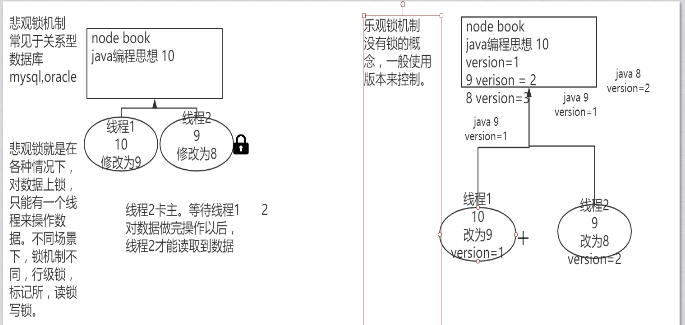 悲观锁机制
常见于关系型
数据库
mysql,oracle
node book
java编程思想 10
线程1
10
修改为9
线程2
9
修改为8
悲观锁就是在
各种情况下，
对数据上锁，
只能有一个线
程来操作数
据。不同场景
下，锁机制不
同，行级锁，
标记所，读锁
写锁。
线程2卡主。等待线程1 2
对数据做完操作以后，
线程2才能读取到数据
乐观锁机制
没有锁的概
念，一般使用
版本来控制。
node book
java编程思想 10
version=1
9 verison = 2
8 version=3
java 8
version=2
java 9
version=1
java 9
version=1
线程1
10
改为9
version=1
线程2
9
改为8
version=2